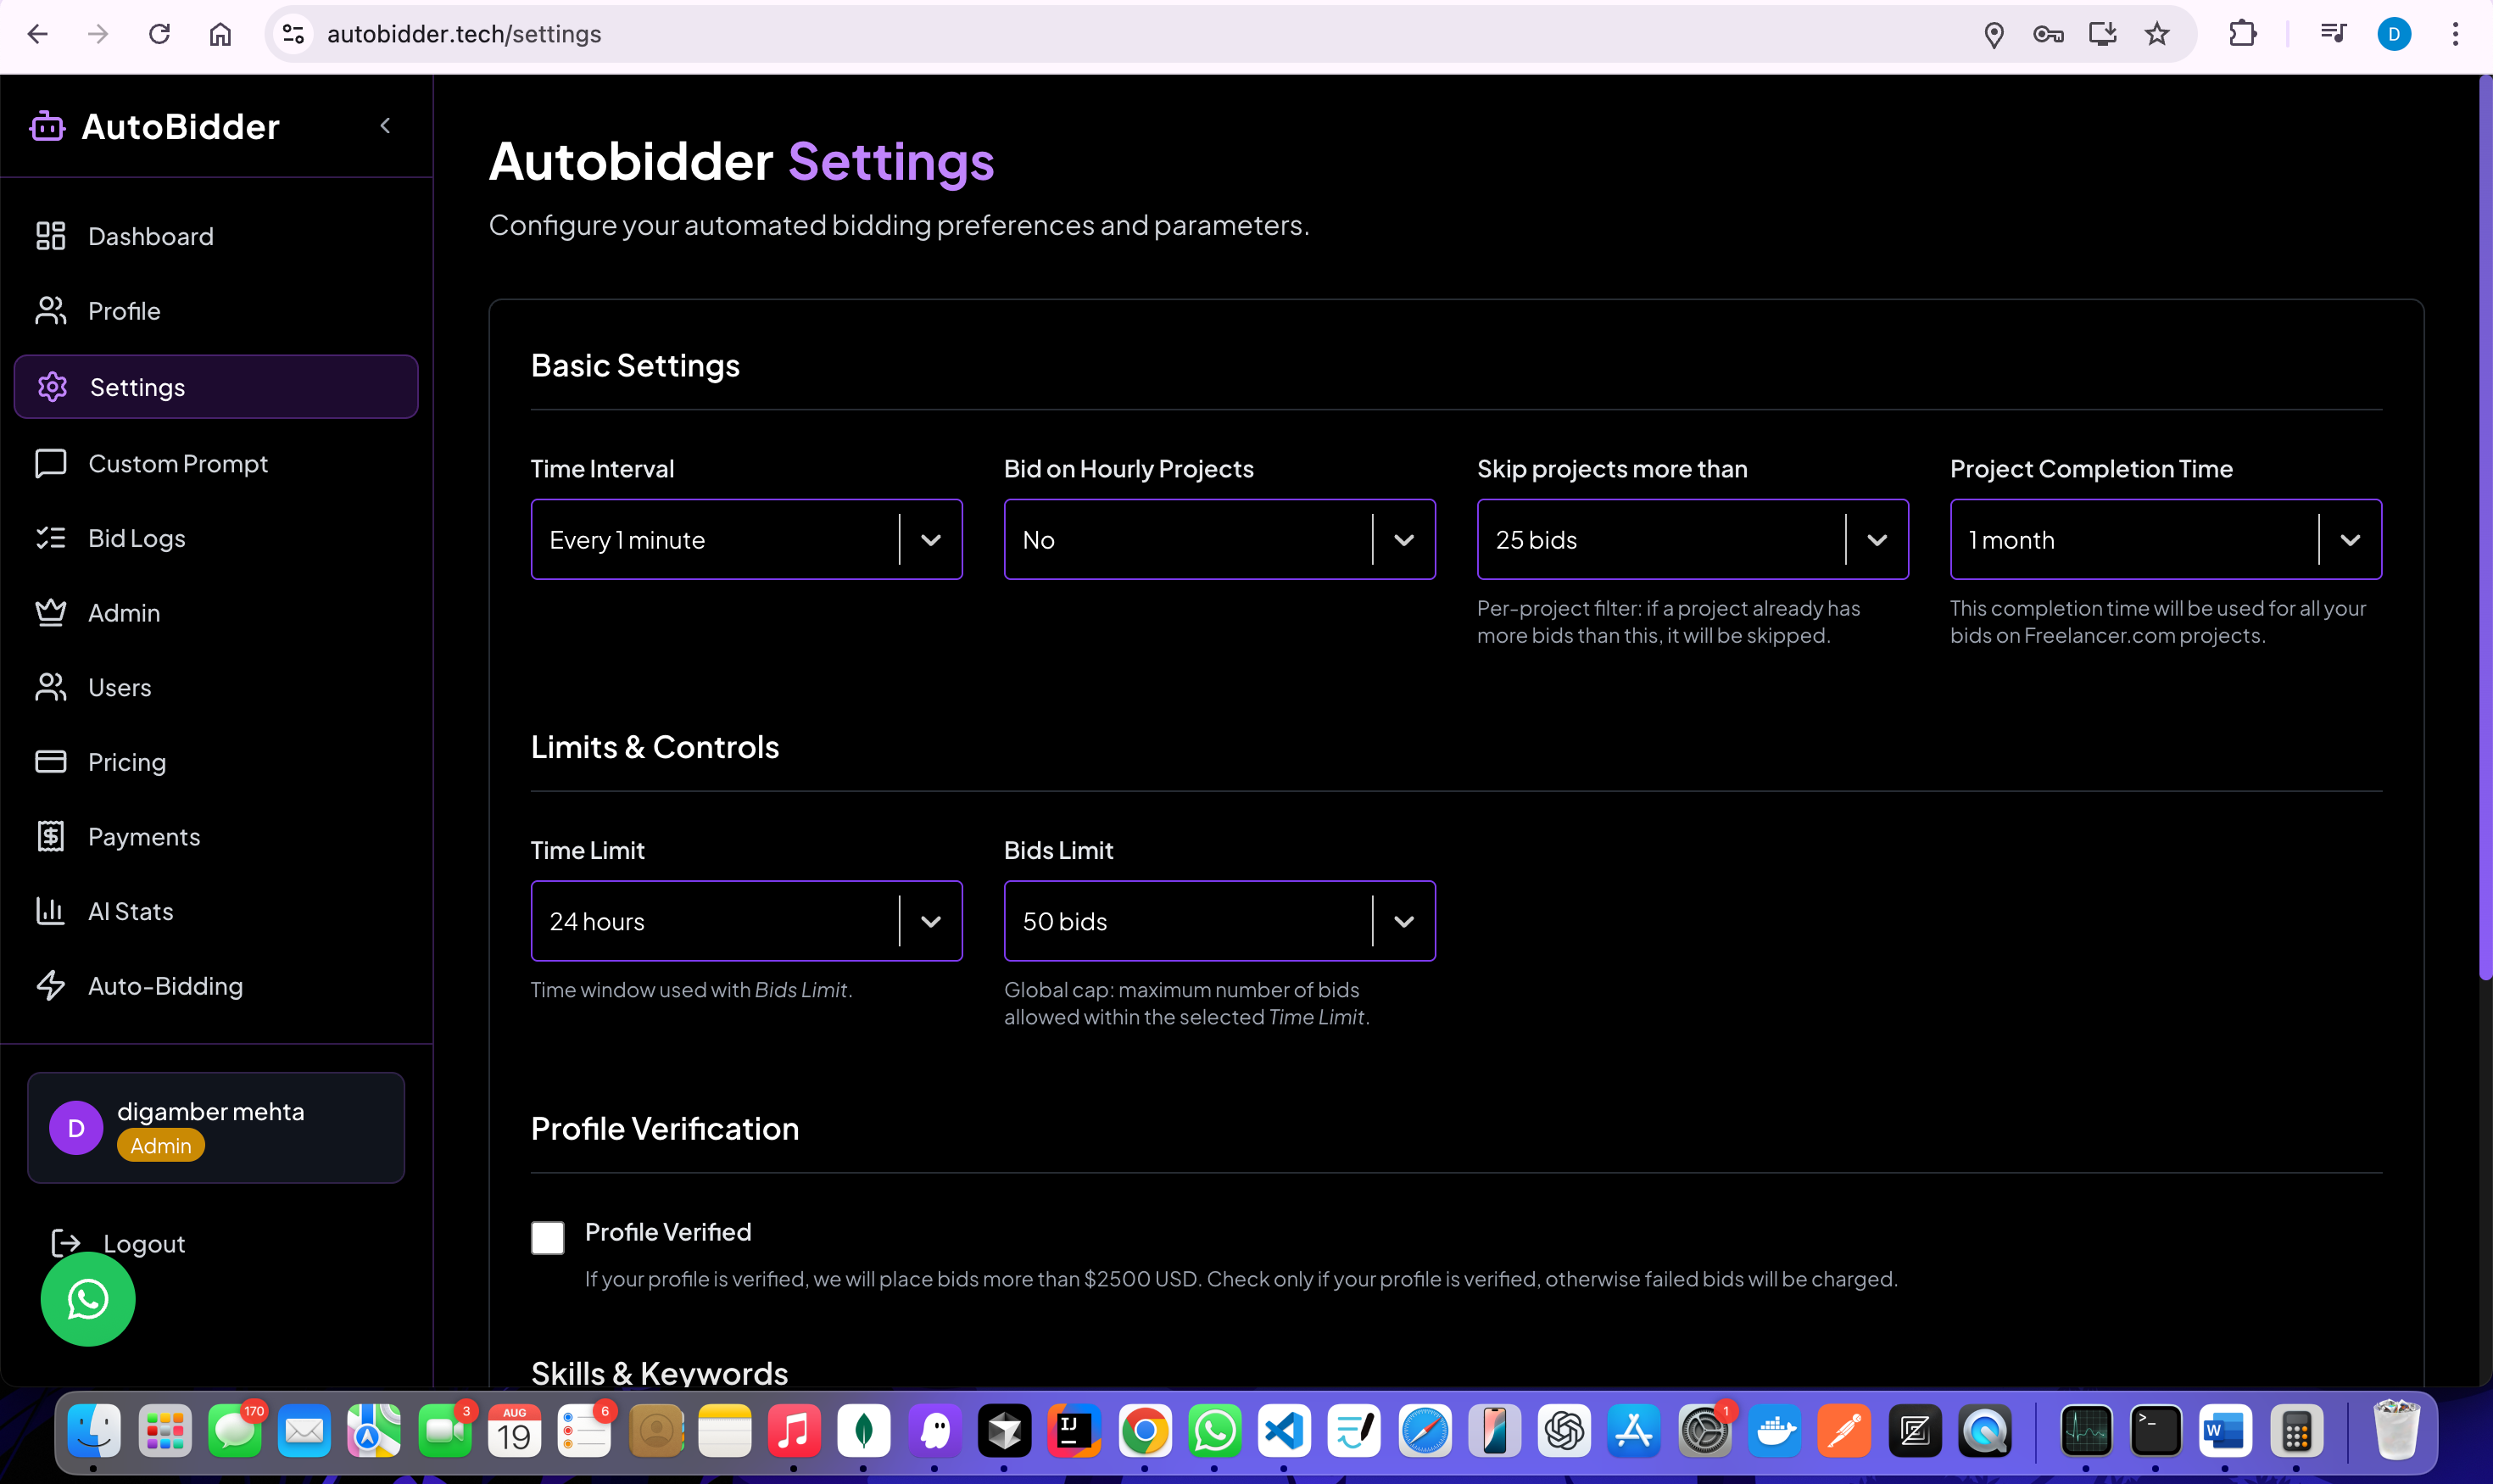 autobidder.tech/settings
D
AutoBidder
Dashboard
Profile
Settings
Custom Prompt
Bid Logs
Admin
Users
Pricing
Payments
AI Stats
Auto-Bidding
D
digamber mehta
Admin
Logout
Autobidder Settings
Configure your automated bidding preferences and parameters.
Basic Settings
Time Interval
Every 1 minute
Bid on Hourly Projects
No
Skip projects more than
25 bids
Per-project filter: if a project already has
more bids than this, it will be skipped.
Project Completion Time
1 month
This completion time will be used for all your
bids on Freelancer.com projects.
Limits & Controls
Time Limit
24 hours
Time window used with Bids Limit.
Bids Limit
50 bids
Global cap: maximum number of bids
allowed within the selected Time Limit.
Profile Verification
Profile Verified
If your profile is verified, we will place bids more than $2500 USD. Check only if your profile is verified, otherwise failed bids will be charged.
Skills & Keywords
170
3
AUG
19
6
IJ
1
W